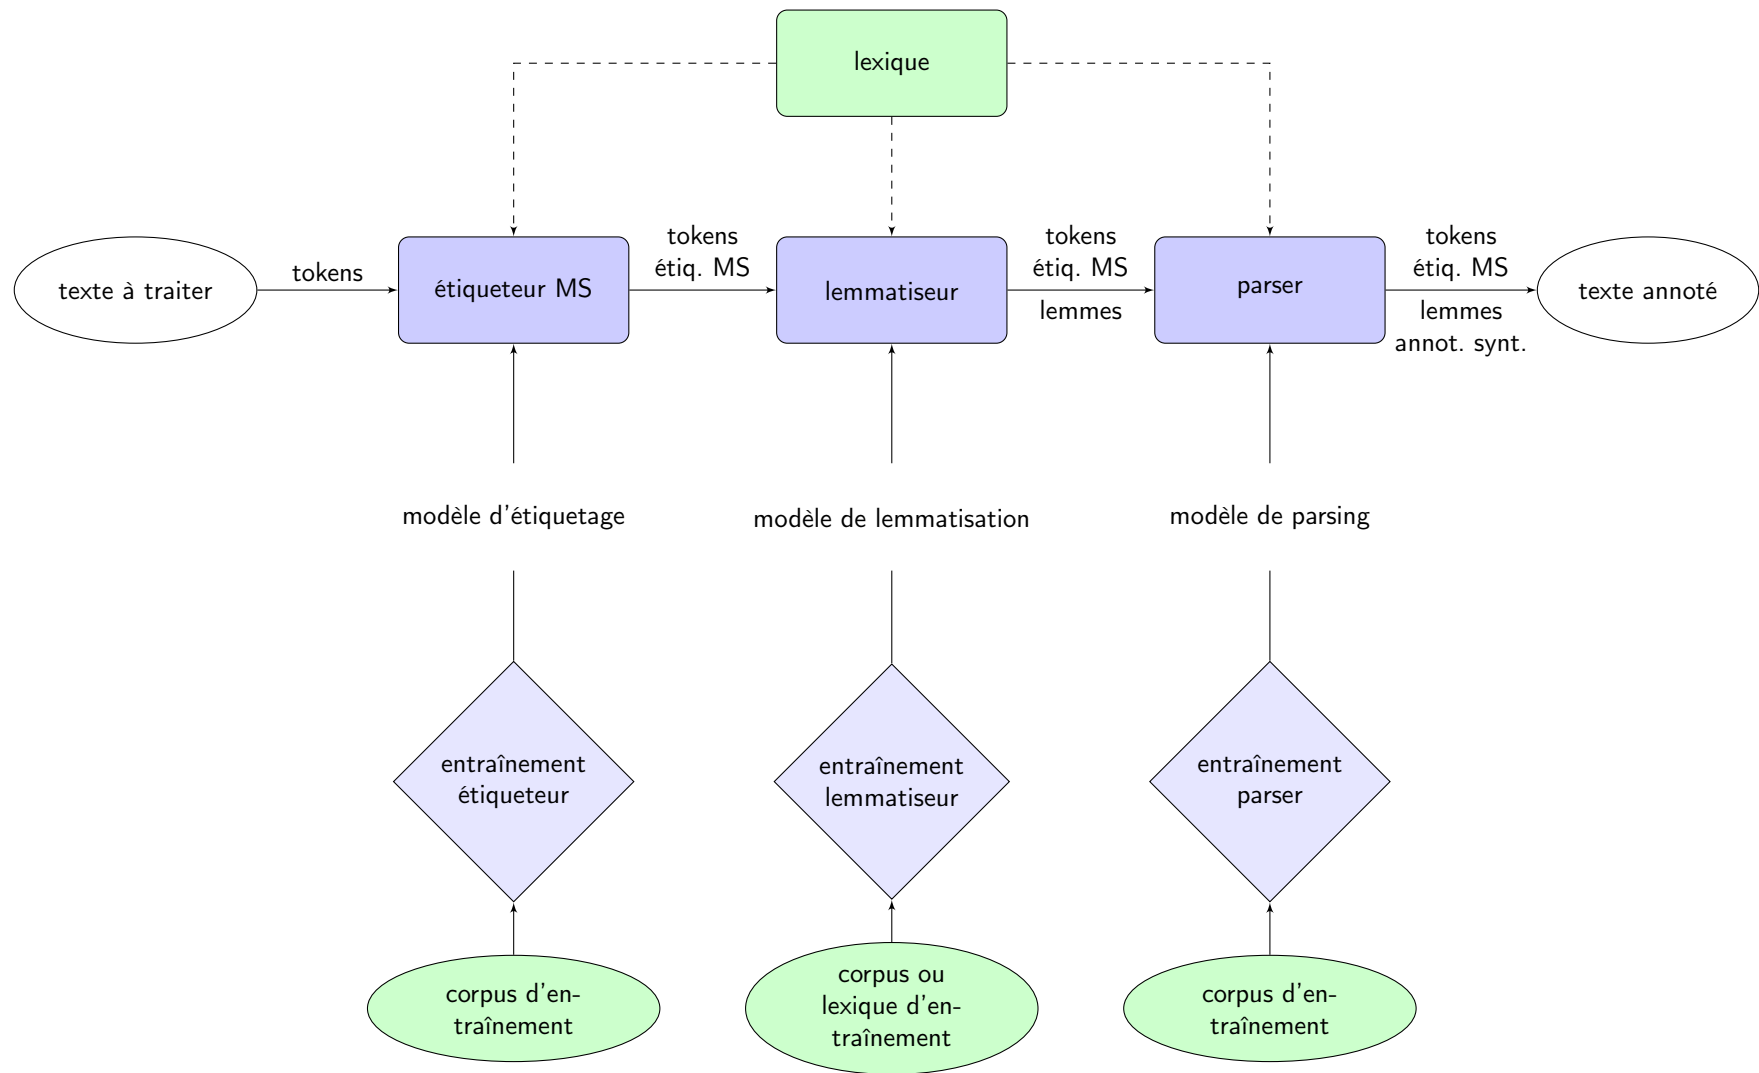 lexique
texte à traiter
tokens
étiqueteur MS
tokens
étiq. MS
lemmatiseur
tokens
étiq. MS
lemmes
parser
tokens
étiq. MS
lemmes
annot. synt.
texte annoté
modèle d'étiquetage
modèle de lemmatisation
modèle de parsing
entraînement
étiqueteur
entraînement
lemmatiseur
entraînement
parser
corpus d'en-
traînement
corpus ou
lexique d'en-
traînement
corpus d'en-
traînement